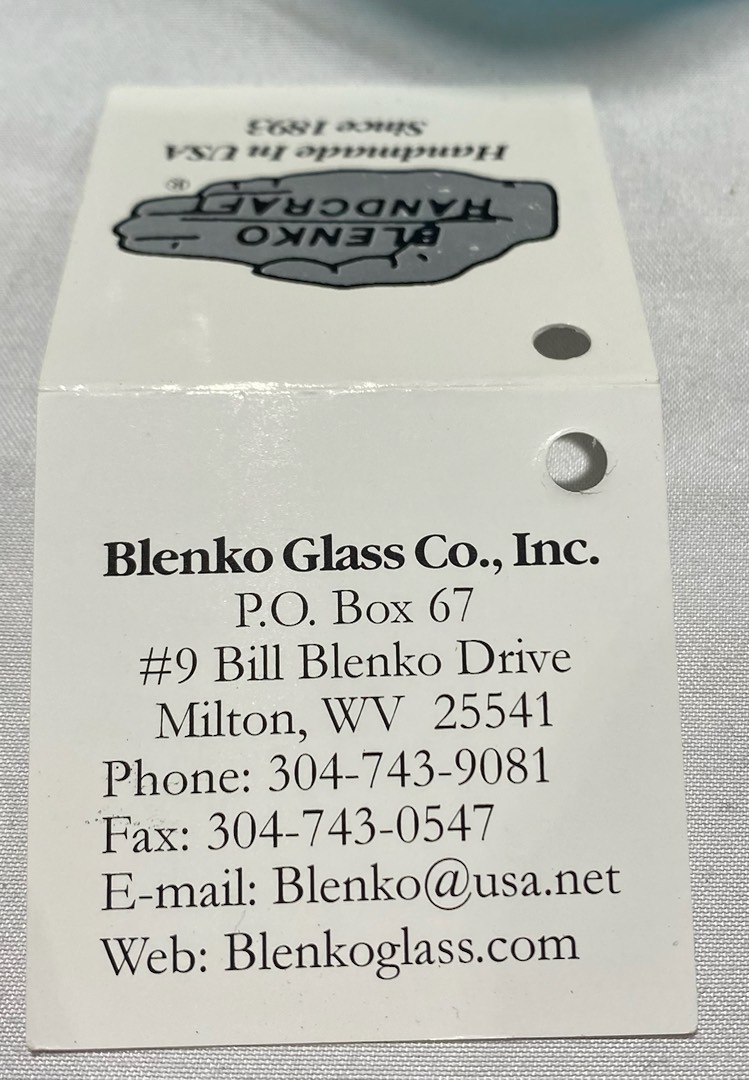 Handmade In USA
Since 1893
BLENKO
HANDCRAFT
®
Blenko Glass Co., Inc.
P.O. Box 67
#9 Bill Blenko Drive
Milton, WV 25541
Phone: 304-743-9081
Fax: 304-743-0547
E-mail: Blenko@usa.net
Web: Blenkoglass.com